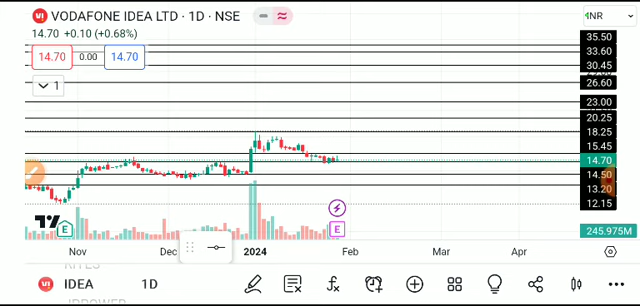 VODAFONE IDEA LTD · 1D · NSE
INR
14.70 +0.10 (+0.68%)
14.70 0.00 14.70
1
35.50
33.60
30.45
26.60
23.00
20.25
18.25
15.45
14.70
14.50
13.20
12.15
E
E
245.975M
Nov Dec 2024 Feb Mar Apr
IDEA 1D